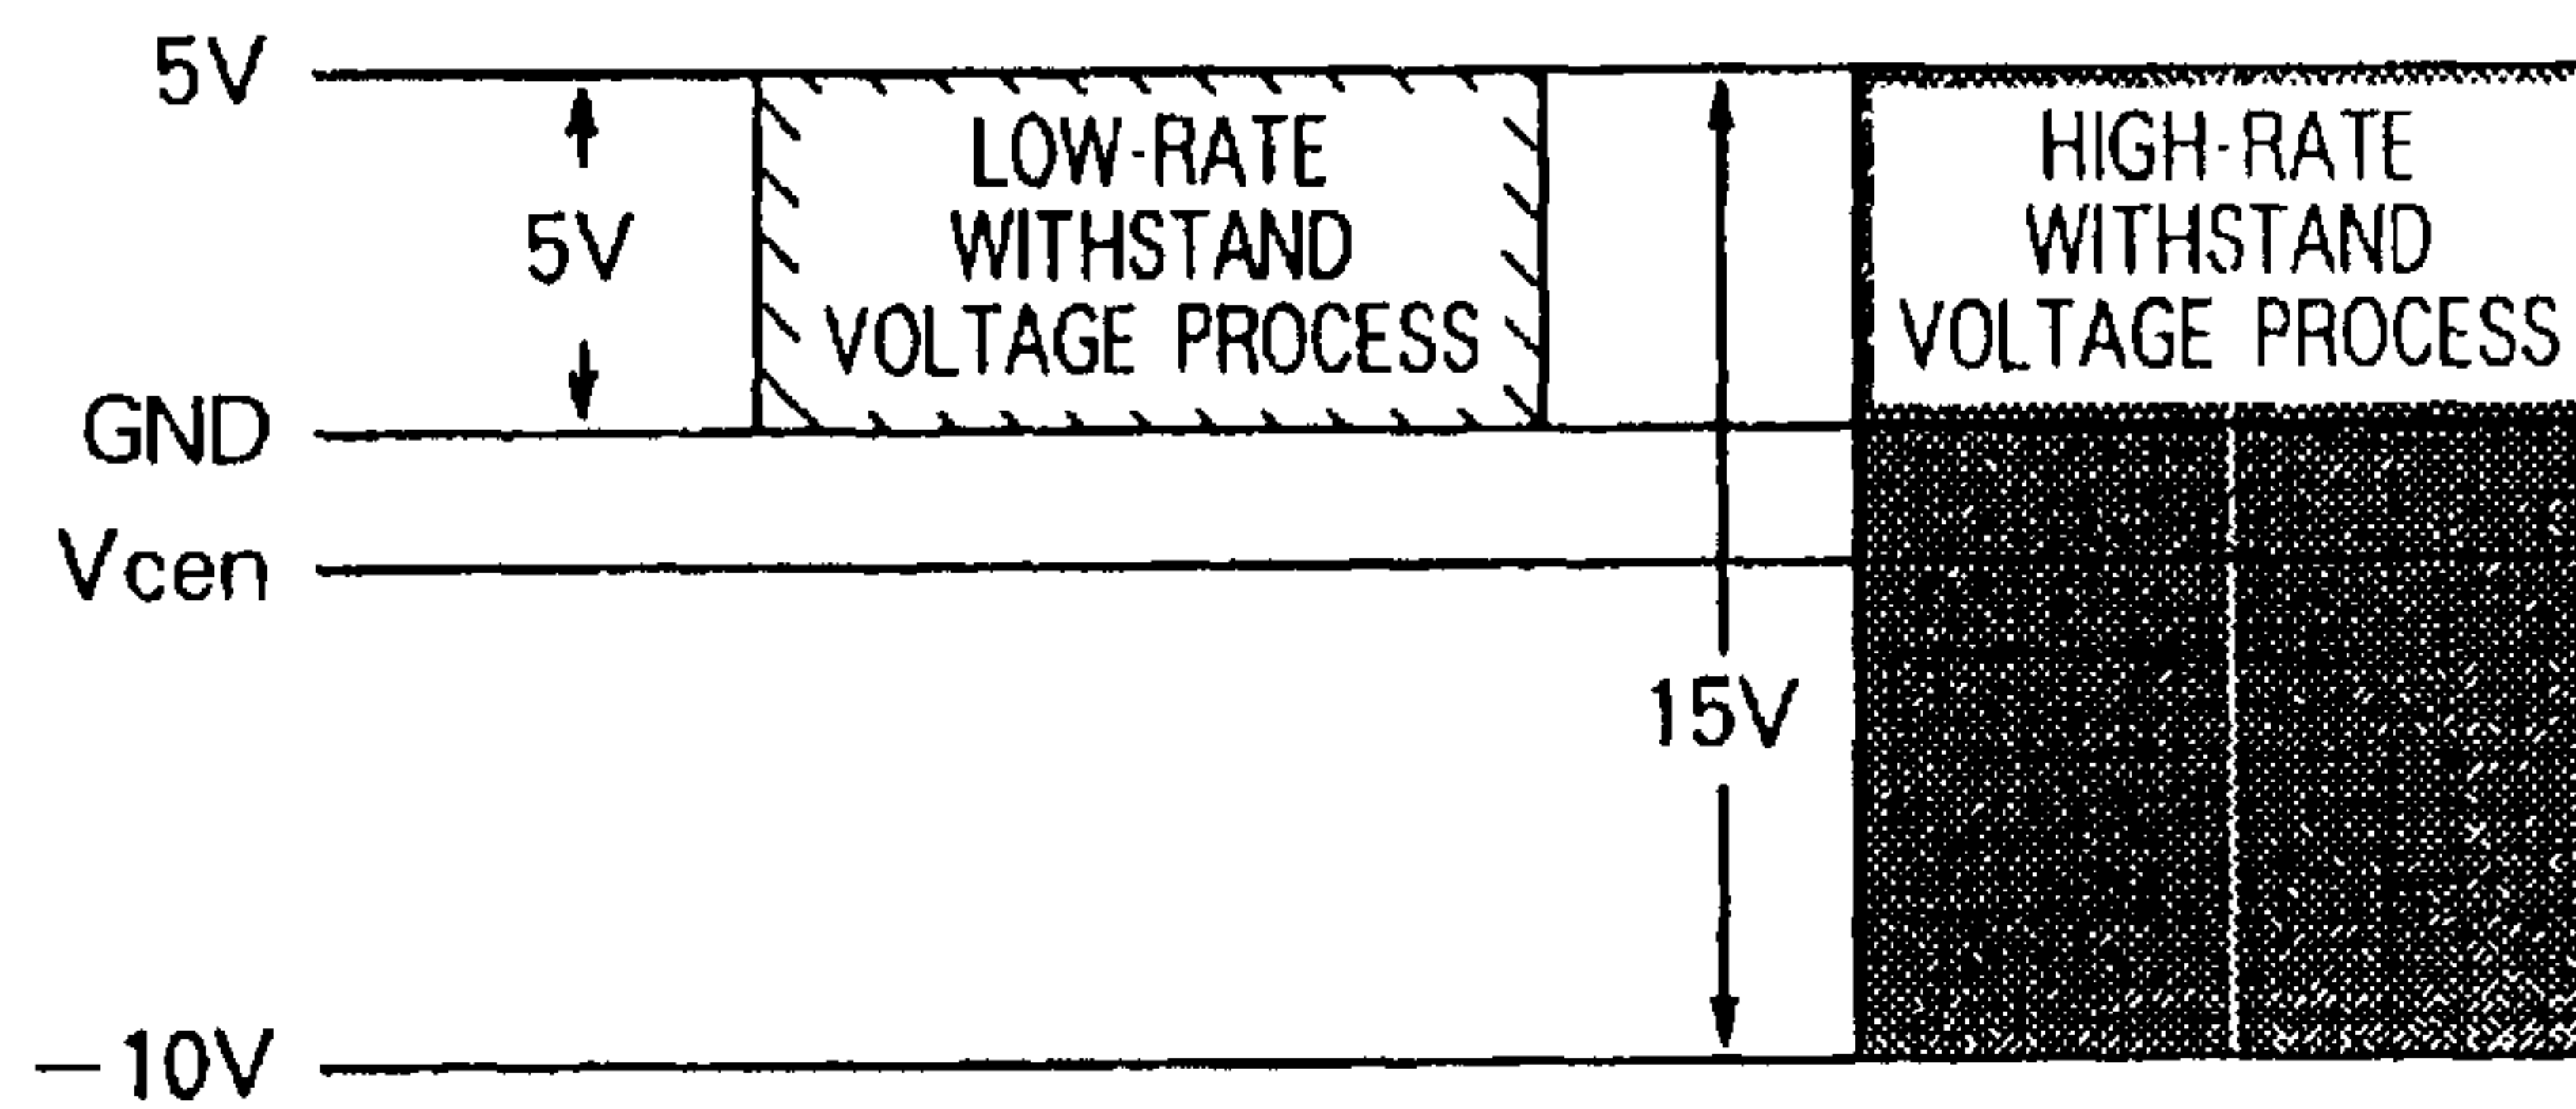 5V
5V
LOW-RATE
WITHSTAND
VOLTAGE PROCESS
HIGH-RATE
WITHSTAND
VOLTAGE PROCESS
GND
Vcen
15V
−10V